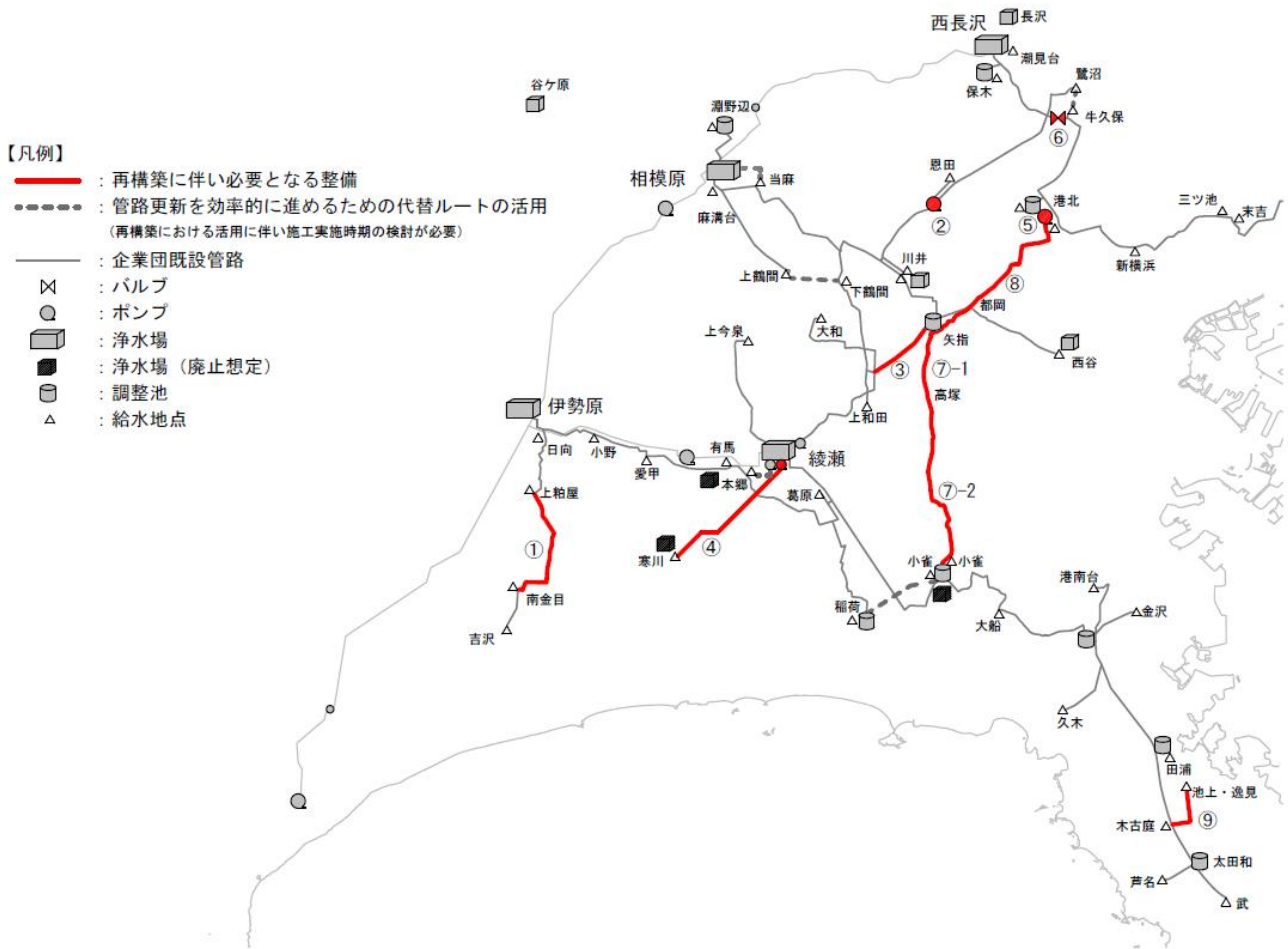 長沢
西長沢
潮見台
保木
鷺沼
谷ケ原
淵野辺
牛久保
⑥
【凡例】
：再構築に伴い必要となる整備
：管路更新を効率的に進めるための代替ルートの活用
（再構築における活用に伴い施工実施時期の検討が必要）
：企業団既設管路
：バルブ
：ポンプ
：浄水場
：浄水場（廃止想定）
：調整池
：給水地点
相模原
当麻
麻溝台
恩田
②
港北
⑤
三ツ池
末吉
新横浜
川井
上鶴間
下鶴間
⑧
都岡
矢指
西谷
上今泉
大和
③
⑦-1
高塚
上和田
伊勢原
日向
小野
愛甲
有馬
本郷
綾瀬
葛原
⑦-2
上粕屋
①
寒川
④
南金目
吉沢
小雀
小雀
稲荷
大船
港南台
金沢
久木
田浦
池上・逸見
木古庭
⑨
太田和
芦名
武